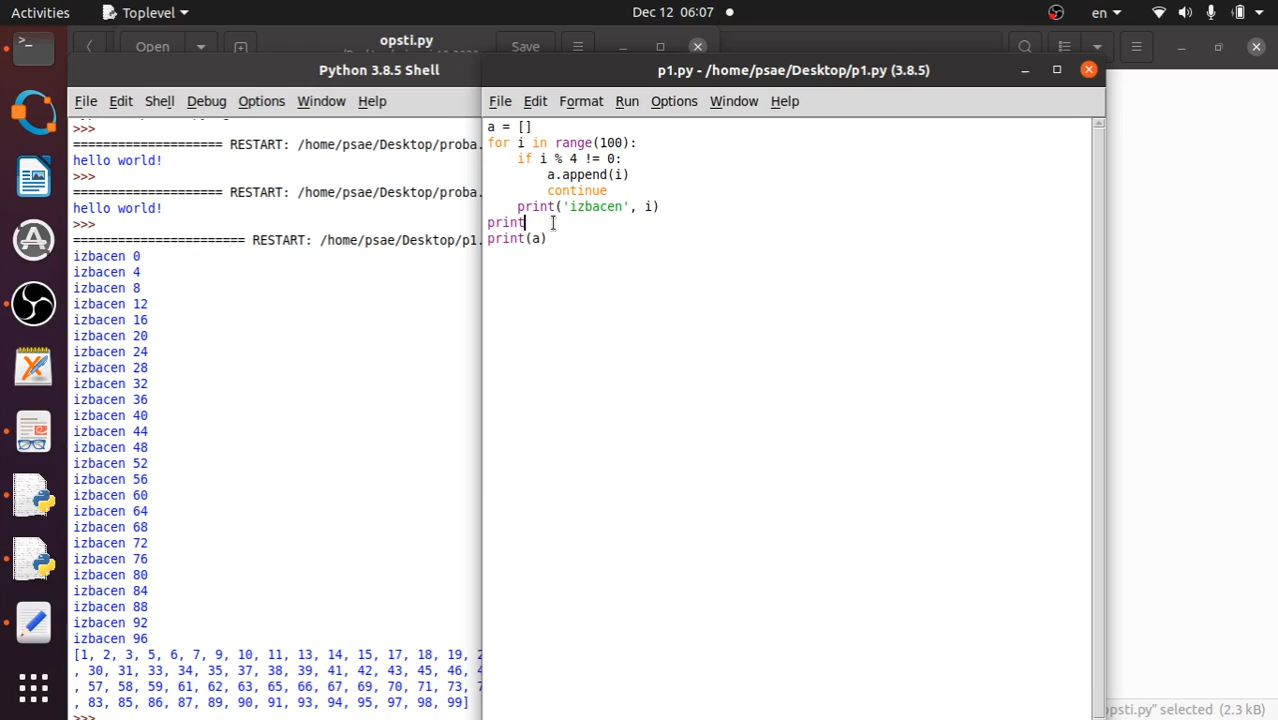 Activities
Toplevel
Dec 12 06:07
en
Open
opsti.py
Save
Python 3.8.5 Shell
File Edit Shell Debug Options Window Help
>>>
==================== RESTART: /home/psae/Desktop/proba.
hello world!
>>>
==================== RESTART: /home/psae/Desktop/proba.
hello world!
>>>
======================= RESTART: /home/psae/Desktop/p1.
izbacen 0
izbacen 4
izbacen 8
izbacen 12
izbacen 16
izbacen 20
izbacen 24
izbacen 28
izbacen 32
izbacen 36
izbacen 40
izbacen 44
izbacen 48
izbacen 52
izbacen 56
izbacen 60
izbacen 64
izbacen 68
izbacen 72
izbacen 76
izbacen 80
izbacen 84
izbacen 88
izbacen 92
izbacen 96
[1, 2, 3, 5, 6, 7, 9, 10, 11, 13, 14, 15, 17, 18, 19,
, 30, 31, 33, 34, 35, 37, 38, 39, 41, 42, 43, 45, 46,
, 57, 58, 59, 61, 62, 63, 65, 66, 67, 69, 70, 71, 73,
, 83, 85, 86, 87, 89, 90, 91, 93, 94, 95, 97, 98, 99]
>>>
p1.py - /home/psae/Desktop/p1.py (3.8.5)
File Edit Format Run Options Window Help
a = []
for i in range(100):
    if i % 4 != 0:
        a.append(i)
        continue
    print('izbacen', i)
print
print(a)
opsti.py" selected (2.3 kB)